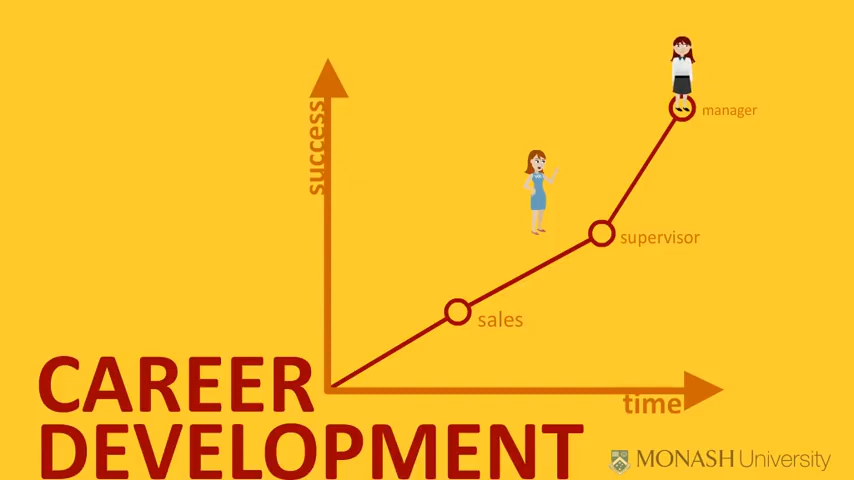 success
manager
supervisor
sales
time
CAREER
DEVELOPMENT
MONASH University